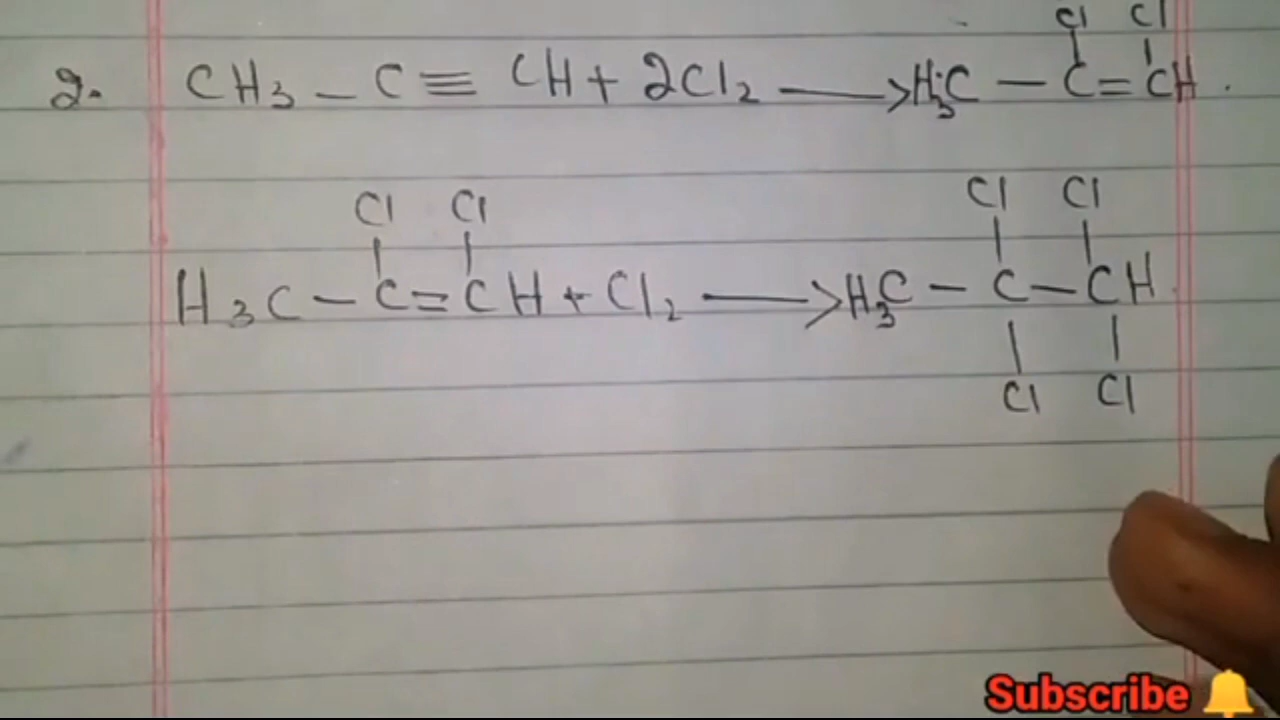 Cl Cl
2. CH₃ – C ≡ CH + 2Cl₂ ⟶ H₃C – C = CH.
Cl Cl Cl Cl
H₃C – C = CH + Cl₂ ⟶ H₃C – C – CH
Cl Cl
Subscribe